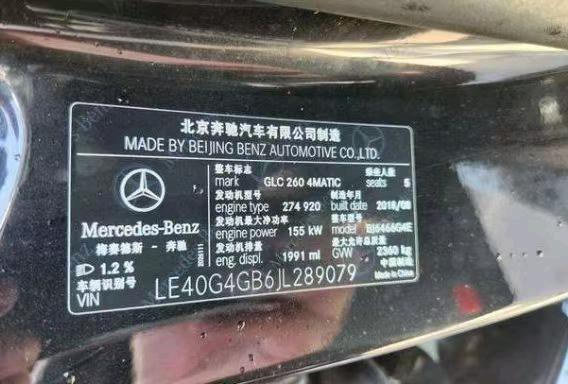 北京奔驰汽车有限公司制造
MADE BY BEIJING BENZ AUTOMOTIVE CO.,LTD.
整车标志 乘坐人数
mark GLC 260 4MATIC seats 5
发动机型号 制造年月
engine type 274 920 built date 2018/08
发动机最大净功率 整车型号
engine power 155 kW model BJ6466G4E
发动机排量 最大允许总质量
eng. displ. 1991 ml GVW 2360 kg
Mercedes-Benz
梅赛德斯-奔驰
1.2 % 中国制造
车辆识别号 Made in China
VIN LE40G4GB6JL289079